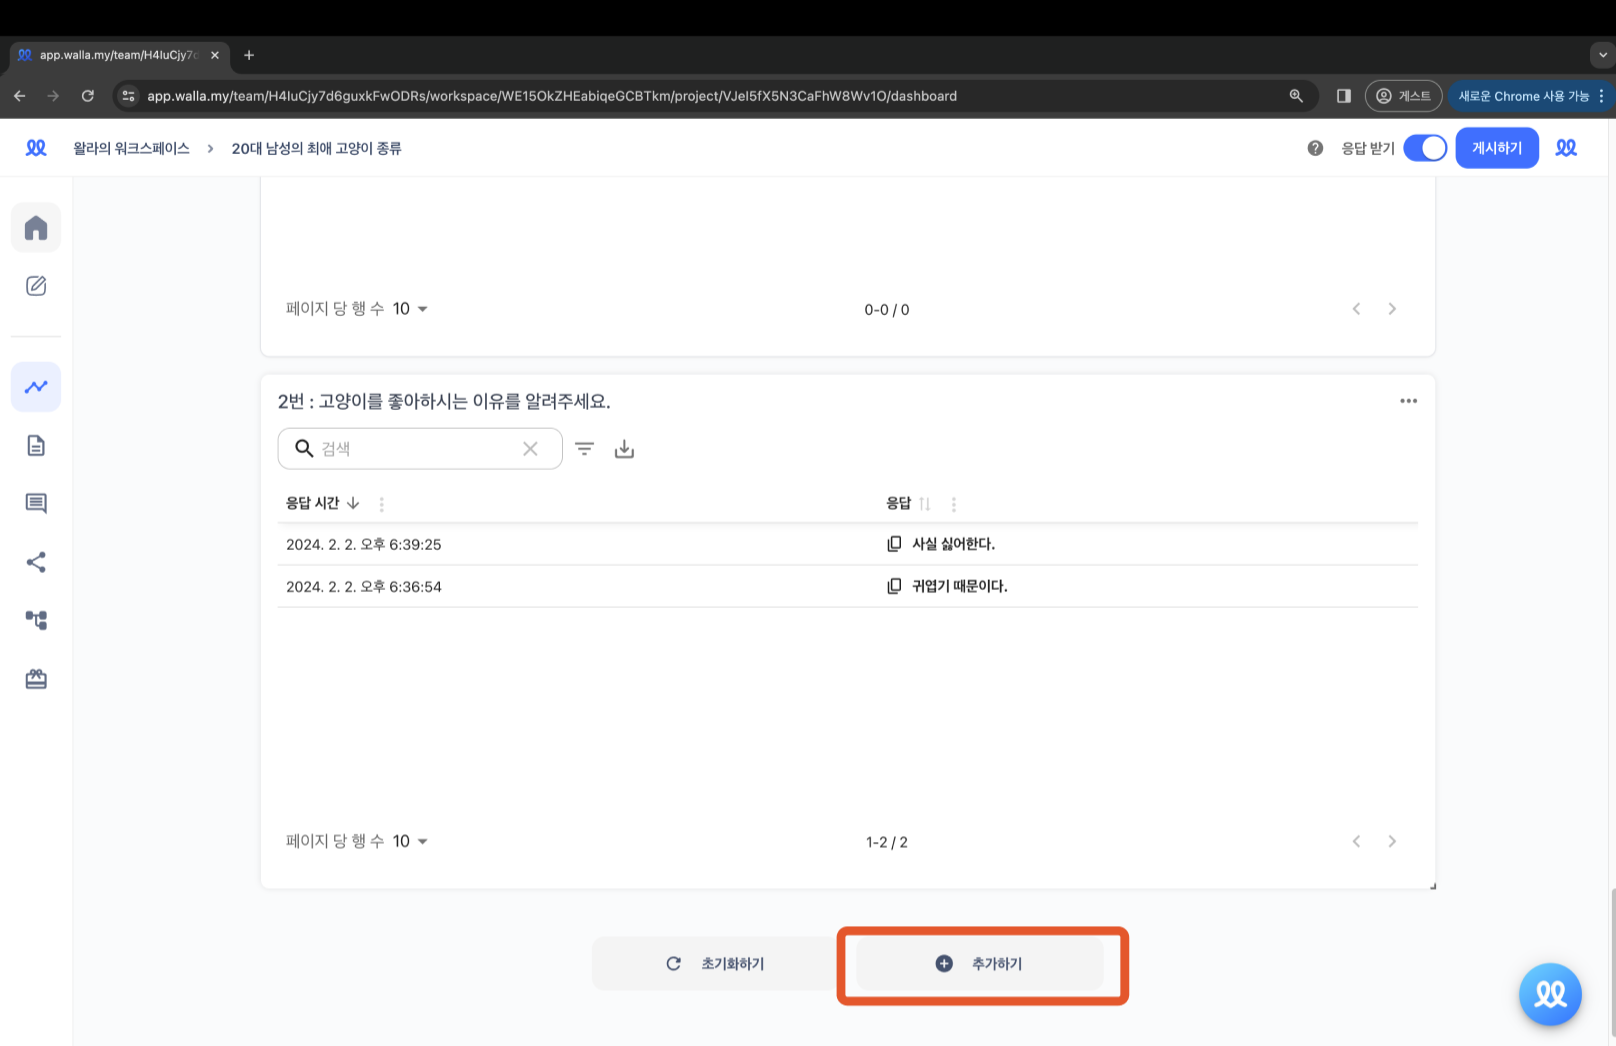 app.walla.my/team/H4IuCjy7d
app.walla.my/team/H4IuCjy7d6guxkFwODRs/workspace/WE15OkZHEabiqeGCBTkm/project/VJeI5fX5N3CaFhW8Wv1O/dashboard
게스트
새로운 Chrome 사용 가능
왈라의 워크스페이스 > 20대 남성의 최애 고양이 종류
응답 받기
게시하기
페이지 당 행 수 10
0-0 / 0
2번 : 고양이를 좋아하시는 이유를 알려주세요.
검색
응답 시간
응답
2024. 2. 2. 오후 6:39:25
사실 싫어한다.
2024. 2. 2. 오후 6:36:54
귀엽기 때문이다.
페이지 당 행 수 10
1-2 / 2
초기화하기
추가하기